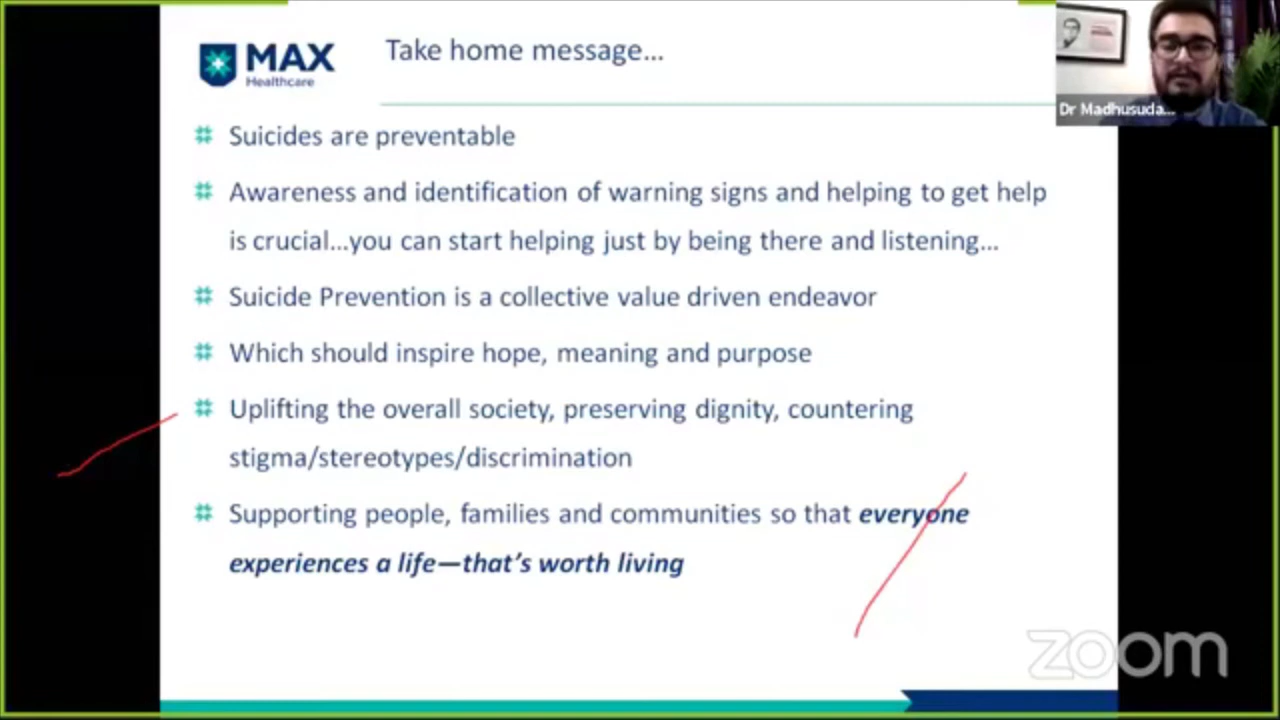 MAX
Healthcare
Take home message...
Suicides are preventable
Awareness and identification of warning signs and helping to get help
is crucial...you can start helping just by being there and listening...
Suicide Prevention is a collective value driven endeavor
Which should inspire hope, meaning and purpose
Uplifting the overall society, preserving dignity, countering
stigma/stereotypes/discrimination
Supporting people, families and communities so that everyone
experiences a life—that's worth living
Dr Madhusuda...
zoom